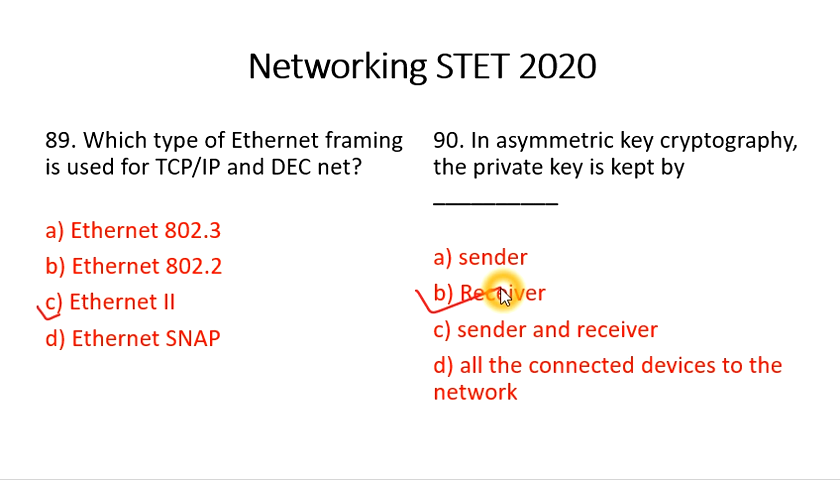 Networking STET 2020
89. Which type of Ethernet framing
is used for TCP/IP and DEC net?
a) Ethernet 802.3
b) Ethernet 802.2
c) Ethernet II
d) Ethernet SNAP
90. In asymmetric key cryptography,
the private key is kept by
___________
a) sender
b) Receiver
c) sender and receiver
d) all the connected devices to the
network